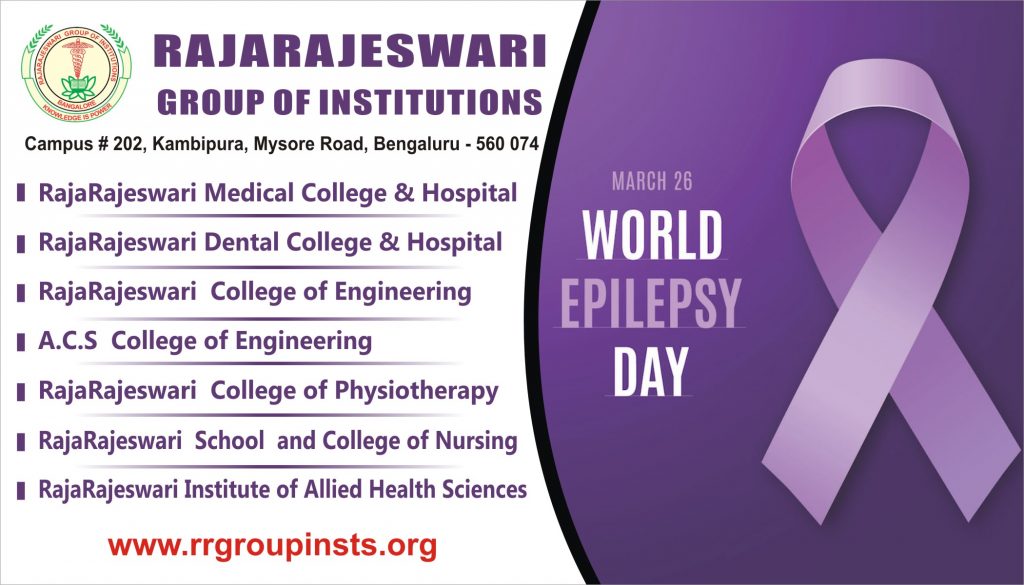 RAJARAJESWARI GROUP OF INSTITUTIONS
BANGALORE
KNOWLEDGE IS POWER
RAJARAJESWARI
GROUP OF INSTITUTIONS
Campus # 202, Kambipura, Mysore Road, Bengaluru - 560 074
RajaRajeswari Medical College & Hospital
RajaRajeswari Dental College & Hospital
RajaRajeswari College of Engineering
A.C.S College of Engineering
RajaRajeswari College of Physiotherapy
RajaRajeswari School and College of Nursing
RajaRajeswari Institute of Allied Health Sciences
www.rrgroupinsts.org
MARCH 26
WORLD
EPILEPSY
DAY